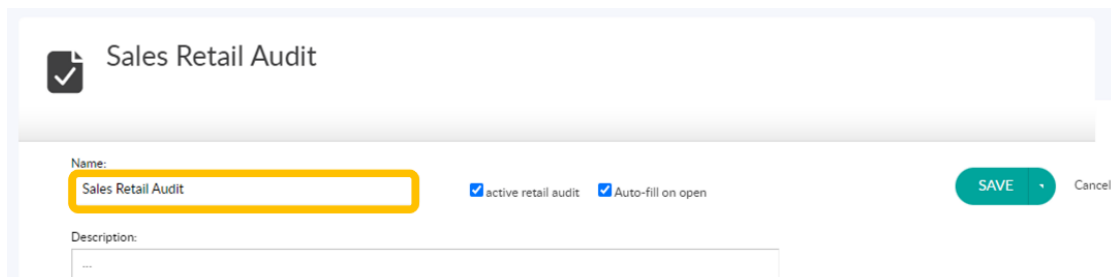 Sales Retail Audit
Name:
Sales Retail Audit
active retail audit
Auto-fill on open
SAVE
Cancel
Description:
...